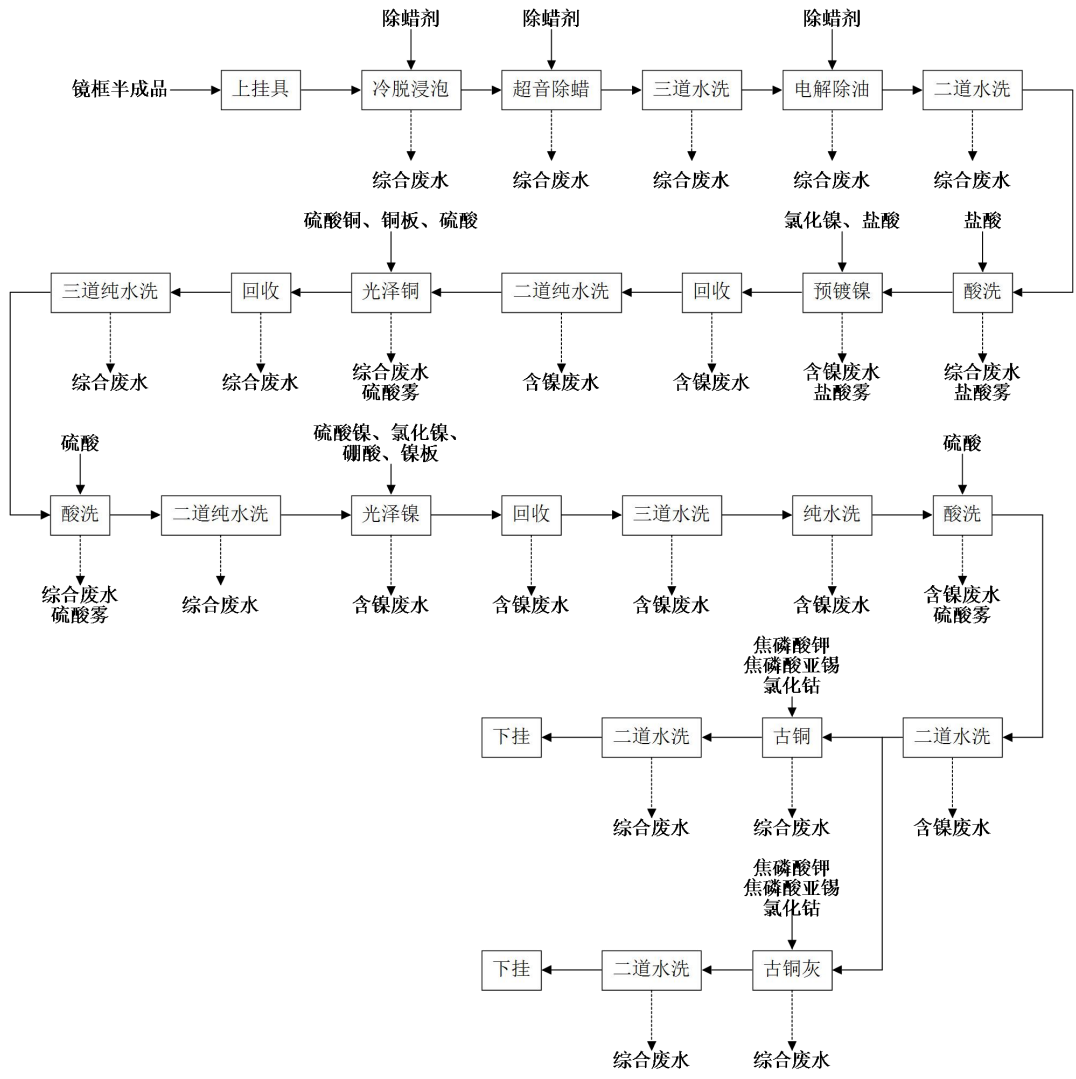 除蜡剂
除蜡剂
除蜡剂
镜框半成品
上挂具
冷脱浸泡
超音除蜡
三道水洗
电解除油
二道水洗
综合废水
综合废水
综合废水
综合废水
综合废水
硫酸铜、铜板、硫酸
氯化镍、盐酸
盐酸
三道纯水洗
回收
光泽铜
二道纯水洗
回收
预镀镍
酸洗
综合废水
综合废水
综合废水
硫酸雾
含镍废水
含镍废水
含镍废水
盐酸雾
综合废水
盐酸雾
硫酸
硫酸镍、氯化镍、
硼酸、镍板
硫酸
酸洗
二道纯水洗
光泽镍
回收
三道水洗
纯水洗
酸洗
综合废水
硫酸雾
综合废水
含镍废水
含镍废水
含镍废水
含镍废水
含镍废水
硫酸雾
焦磷酸钾
焦磷酸亚锡
氯化钴
下挂
二道水洗
古铜
二道水洗
综合废水
综合废水
含镍废水
焦磷酸钾
焦磷酸亚锡
氯化钴
下挂
二道水洗
古铜灰
综合废水
综合废水